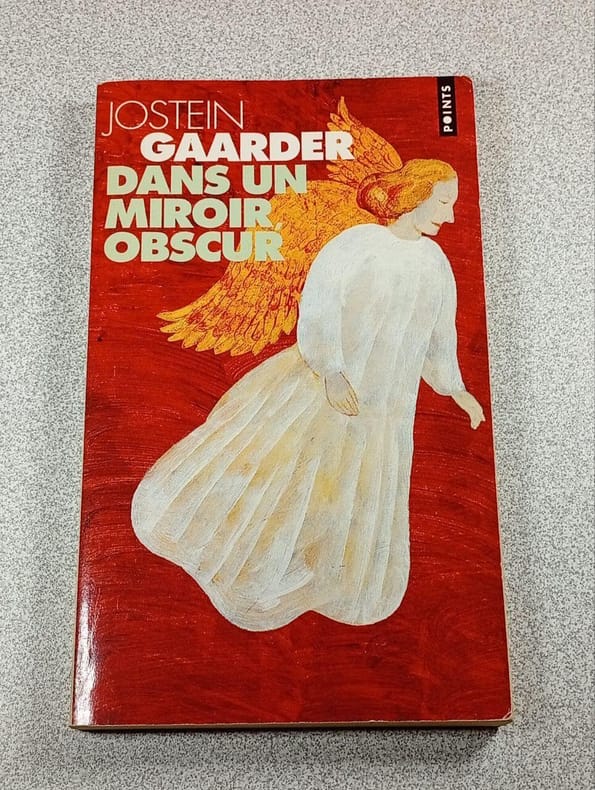 JOSTEIN
GAARDER
DANS UN
MIROIR
OBSCUR
POINTS